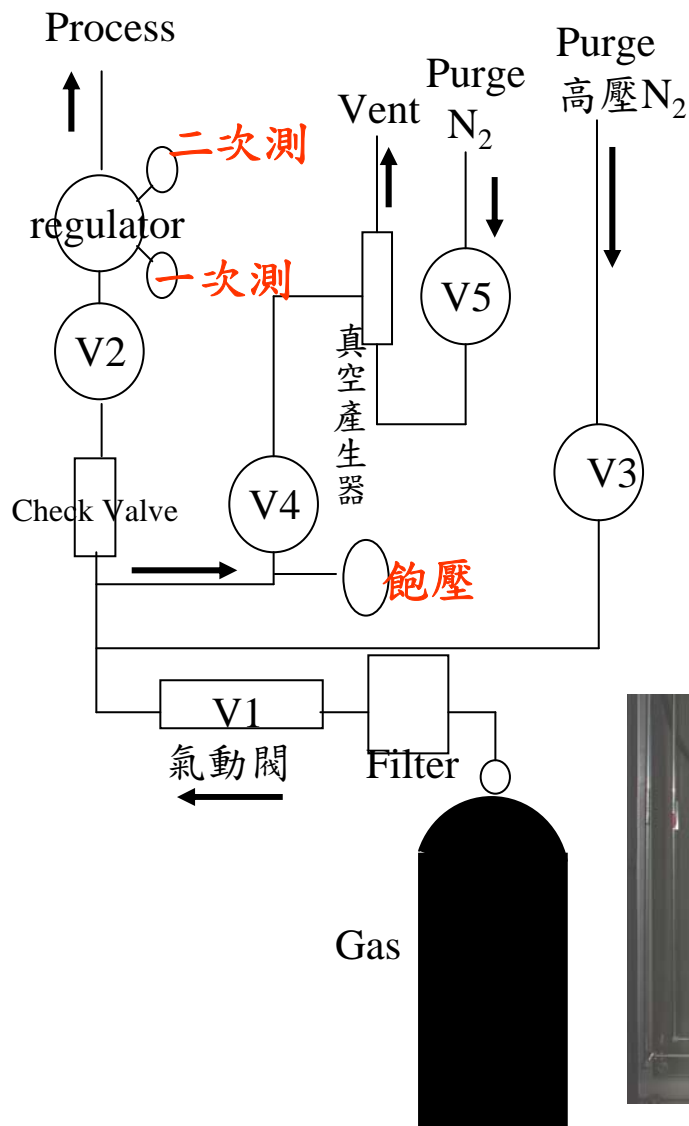 Process
Purge
高壓N2
Purge
N2
Vent
二次測
regulator
一次測
V5
V2
真空產生器
V3
Check Valve
V4
飽壓
V1
氣動閥
Filter
Gas